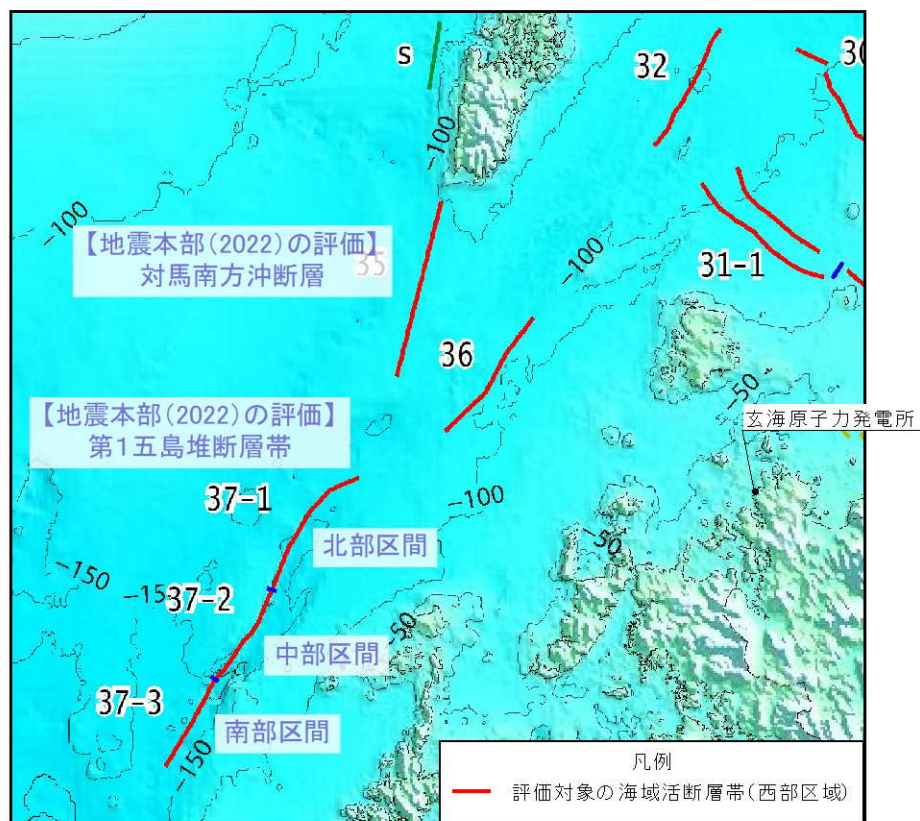 S
32
30
-100
-100
【地震本部(2022)の評価】
対馬南方沖断層
35
-100
31-1
36
-50
玄海原子力発電所
【地震本部(2022)の評価】
第1五島堆断層帯
37-1
-100
北部区間
-50
-150
-15
37-2
-50
中部区間
37-3
南部区間
-150
凡例
評価対象の海域活断層帯(西部区域)